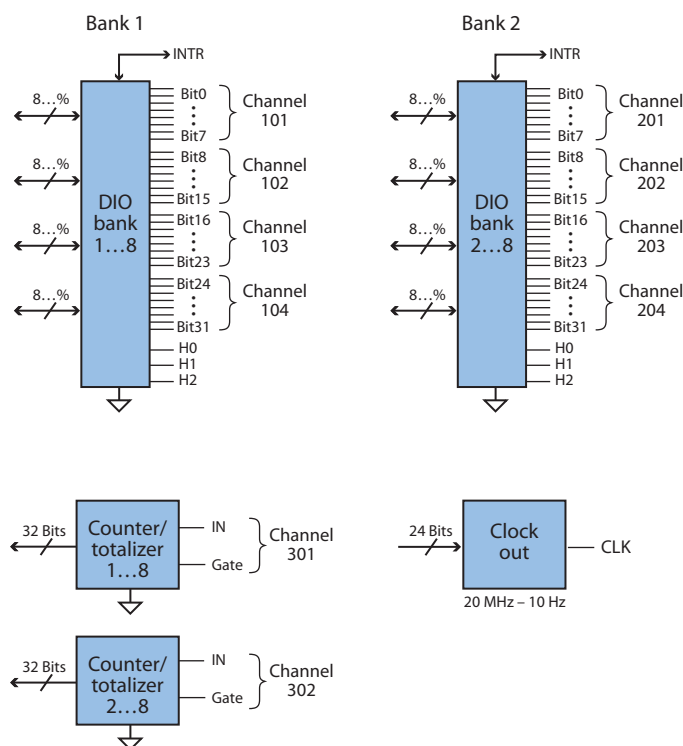 Bank 1
INTR
8…%
8…%
8…%
8…%
DIO
bank
1…8
Bit0
Bit7
Channel
101
Bit8
Bit15
Channel
102
Bit16
Bit23
Channel
103
Bit24
Bit31
Channel
104
H0
H1
H2
Bank 2
INTR
8…%
8…%
8…%
8…%
DIO
bank
2…8
Bit0
Bit7
Channel
201
Bit8
Bit15
Channel
202
Bit16
Bit23
Channel
203
Bit24
Bit31
Channel
204
H0
H1
H2
32 Bits
Counter/
totalizer
1…8
IN
Gate
Channel
301
24 Bits
Clock
out
CLK
20 MHz – 10 Hz
32 Bits
Counter/
totalizer
2…8
IN
Gate
Channel
302